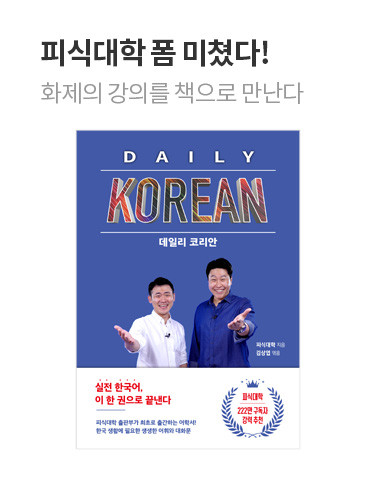 피식대학 폼 미쳤다!
화제의 강의를 책으로 만난다
DAILY
KOREAN
데일리 코리안
피식대학 지음
김상엽 엮음
실전 한국어,
이 한 권으로 끝낸다
피식대학 출판부가 최초로 출간하는 어학서!
한국 생활에 필요한 생생한 어휘와 대화문
피식대학
222만 구독자
강력 추천